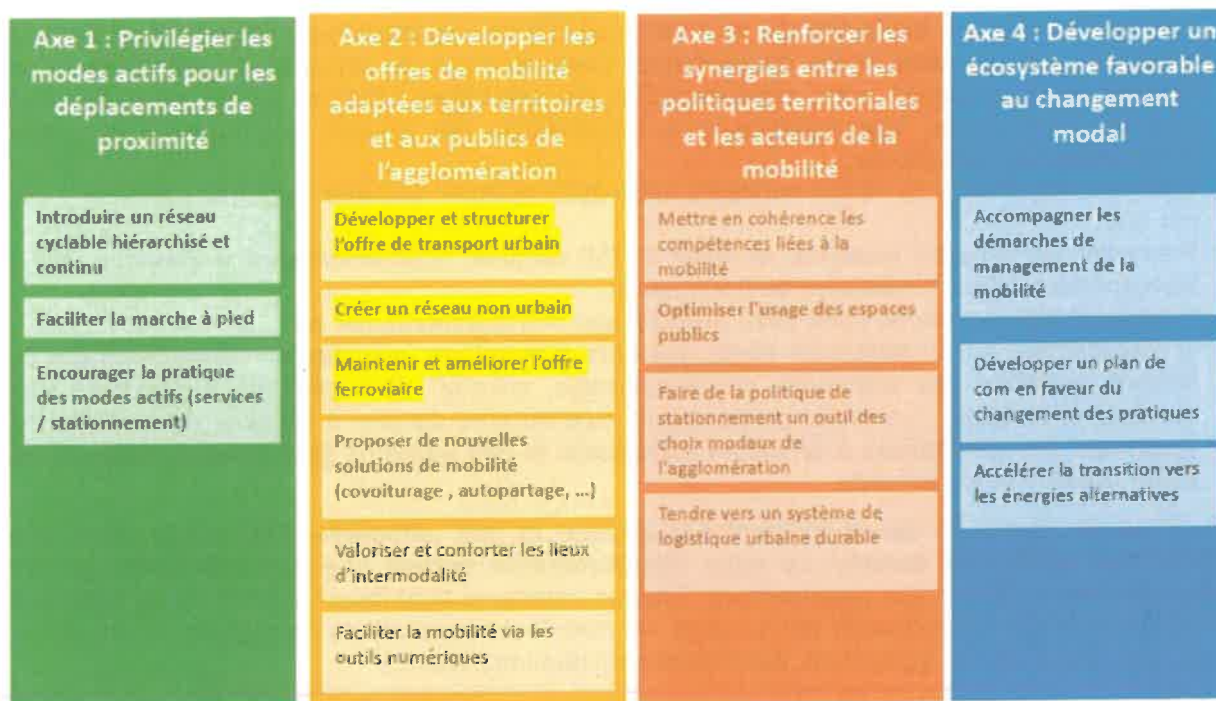 Axe 1 : Privilégier les
modes actifs pour les
déplacements de
proximité
Introduire un réseau
cyclable hiérarchisé et
continu
Faciliter la marche à pied
Encourager la pratique
des modes actifs (services
/ stationnement)
Axe 2 : Développer les
offres de mobilité
adaptées aux territoires
et aux publics de
l'agglomération
Développer et structurer
l'offre de transport urbain
Créer un réseau non urbain
Maintenir et améliorer l'offre
ferroviaire
Proposer de nouvelles
solutions de mobilité
(covoiturage , autopartage, ...)
Valoriser et conforter les lieux
d'intermodalité
Faciliter la mobilité via les
outils numériques
Axe 3 : Renforcer les
synergies entre les
politiques territoriales
et les acteurs de la
mobilité
Mettre en cohérence les
compétences liées à la
mobilité
Optimiser l'usage des espaces
publics
Faire de la politique de
stationnement un outil des
choix modaux de
l'agglomération
Tendre vers un système de
logistique urbaine durable
Axe 4 : Développer un
écosystème favorable
au changement
modal
Accompagner les
démarches de
management de la
mobilité
Développer un plan de
com en faveur du
changement des pratiques
Accélérer la transition vers
les énergies alternatives